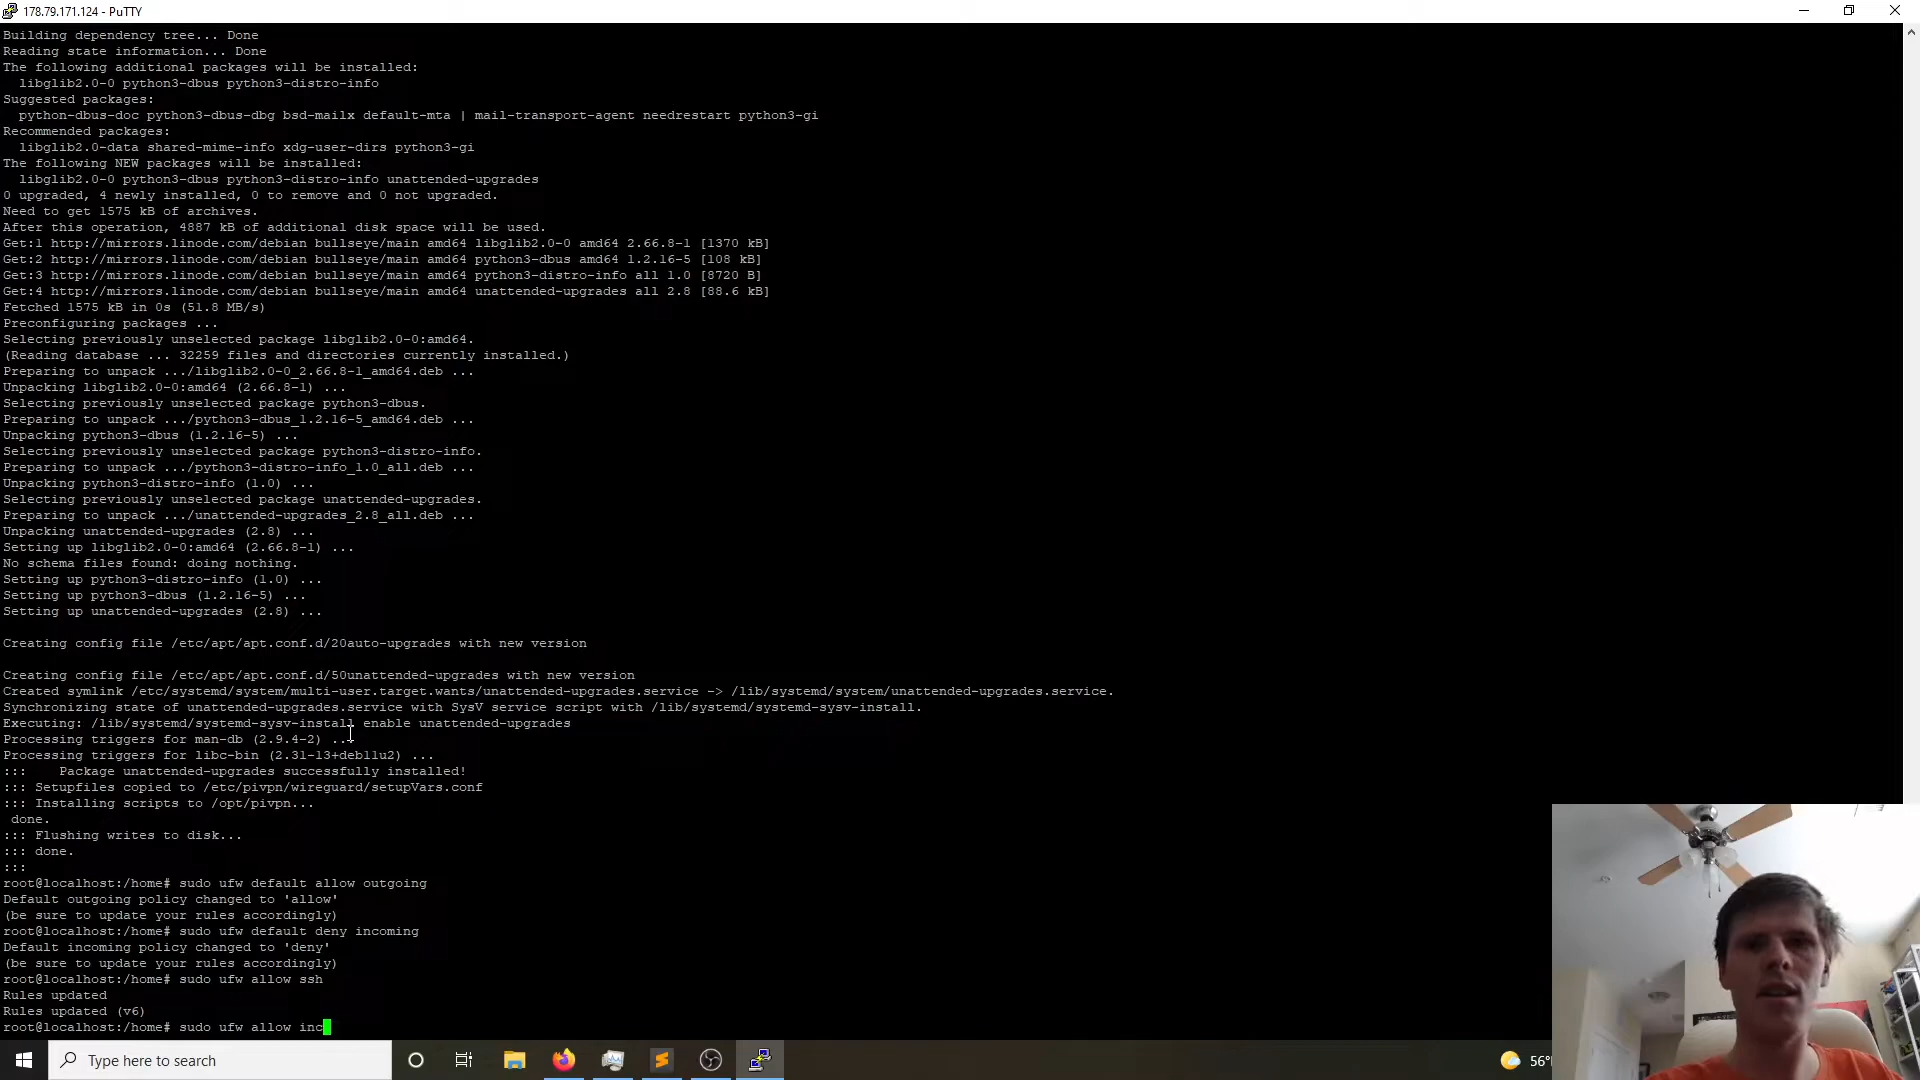 178.79.171.124 - PuTTY
Building dependency tree... Done
Reading state information... Done
The following additional packages will be installed:
libglib2.0-0 python3-dbus python3-distro-info
Suggested packages:
python-dbus-doc python3-dbus-dbg bsd-mailx default-mta | mail-transport-agent needrestart python3-gi
Recommended packages:
libglib2.0-data shared-mime-info xdg-user-dirs python3-gi
The following NEW packages will be installed:
libglib2.0-0 python3-dbus python3-distro-info unattended-upgrades
0 upgraded, 4 newly installed, 0 to remove and 0 not upgraded.
Need to get 1575 kB of archives.
After this operation, 4887 kB of additional disk space will be used.
Get:1 http://mirrors.linode.com/debian bullseye/main amd64 libglib2.0-0 amd64 2.66.8-1 [1370 kB]
Get:2 http://mirrors.linode.com/debian bullseye/main amd64 python3-dbus amd64 1.2.16-5 [108 kB]
Get:3 http://mirrors.linode.com/debian bullseye/main amd64 python3-distro-info all 1.0 [8720 B]
Get:4 http://mirrors.linode.com/debian bullseye/main amd64 unattended-upgrades all 2.8 [88.6 kB]
Fetched 1575 kB in 0s (51.8 MB/s)
Preconfiguring packages ...
Selecting previously unselected package libglib2.0-0:amd64.
(Reading database ... 32259 files and directories currently installed.)
Preparing to unpack .../libglib2.0-0_2.66.8-1_amd64.deb ...
Unpacking libglib2.0-0:amd64 (2.66.8-1) ...
Selecting previously unselected package python3-dbus.
Preparing to unpack .../python3-dbus_1.2.16-5_amd64.deb ...
Unpacking python3-dbus (1.2.16-5) ...
Selecting previously unselected package python3-distro-info.
Preparing to unpack .../python3-distro-info_1.0_all.deb ...
Unpacking python3-distro-info (1.0) ...
Selecting previously unselected package unattended-upgrades.
Preparing to unpack .../unattended-upgrades_2.8_all.deb ...
Unpacking unattended-upgrades (2.8) ...
Setting up libglib2.0-0:amd64 (2.66.8-1) ...
No schema files found: doing nothing.
Setting up python3-distro-info (1.0) ...
Setting up python3-dbus (1.2.16-5) ...
Setting up unattended-upgrades (2.8) ...
Creating config file /etc/apt/apt.conf.d/20auto-upgrades with new version
Creating config file /etc/apt/apt.conf.d/50unattended-upgrades with new version
Created symlink /etc/systemd/system/multi-user.target.wants/unattended-upgrades.service -> /lib/systemd/system/unattended-upgrades.service.
Synchronizing state of unattended-upgrades.service with SysV service script with /lib/systemd/systemd-sysv-install.
Executing: /lib/systemd/systemd-sysv-install enable unattended-upgrades
Processing triggers for man-db (2.9.4-2) ...
Processing triggers for libc-bin (2.31-13+deb11u2) ...
::: Package unattended-upgrades successfully installed!
::: Setupfiles copied to /etc/pivpn/wireguard/setupVars.conf
::: Installing scripts to /opt/pivpn...
done.
::: Flushing writes to disk...
::: done.
:::
root@localhost:/home# sudo ufw default allow outgoing
Default outgoing policy changed to 'allow'
(be sure to update your rules accordingly)
root@localhost:/home# sudo ufw default deny incoming
Default incoming policy changed to 'deny'
(be sure to update your rules accordingly)
root@localhost:/home# sudo ufw allow ssh
Rules updated
Rules updated (v6)
root@localhost:/home# sudo ufw allow inc
Type here to search
56°